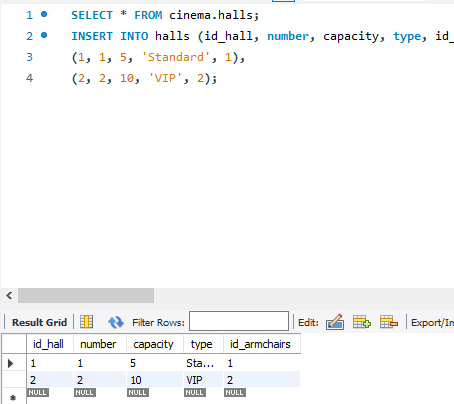 1 SELECT * FROM cinema.halls;
2 INSERT INTO halls (id_hall, number, capacity, type, id_
3 (1, 1, 5, 'Standard', 1),
4 (2, 2, 10, 'VIP', 2);
Result Grid Filter Rows: Edit: Export/Im
id_hall number capacity type id_armchairs
1 1 5 Sta... 1
2 2 10 VIP 2
NULL NULL NULL NULL NULL